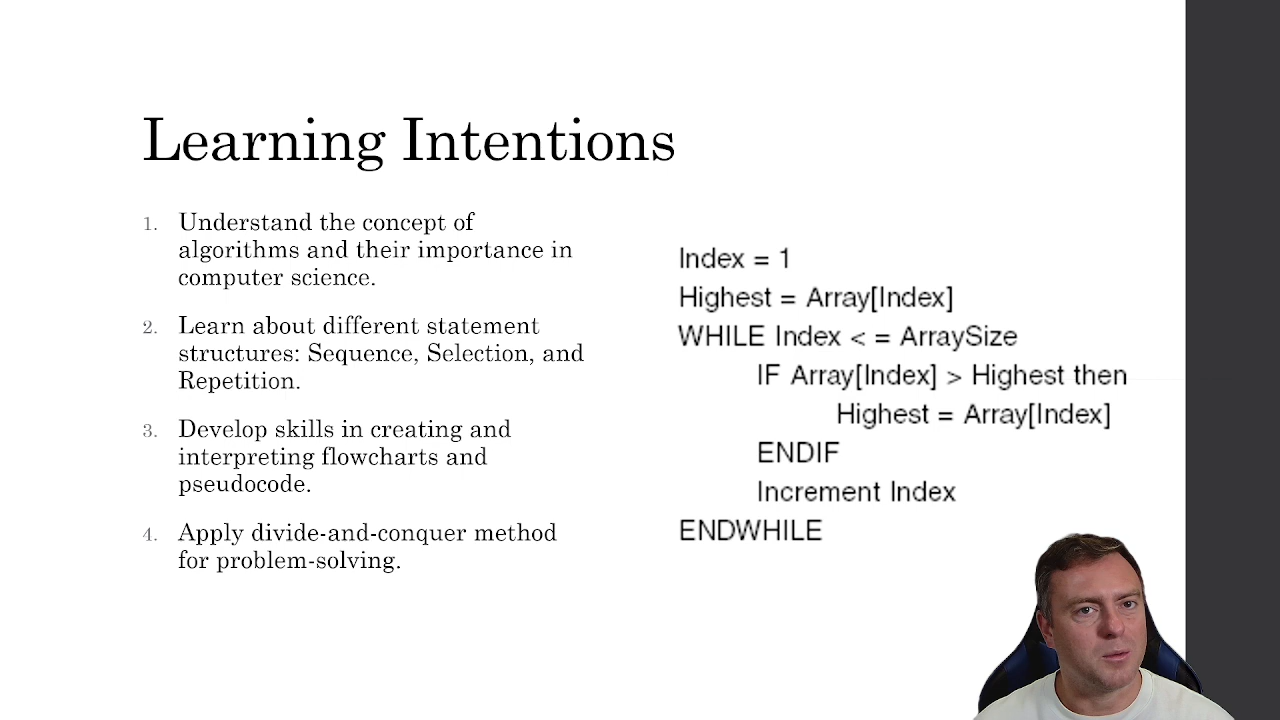 Learning Intentions
1. Understand the concept of
algorithms and their importance in
computer science.
2. Learn about different statement
structures: Sequence, Selection, and
Repetition.
3. Develop skills in creating and
interpreting flowcharts and
pseudocode.
4. Apply divide-and-conquer method
for problem-solving.
Index = 1
Highest = Array[Index]
WHILE Index < = ArraySize
IF Array[Index] > Highest then
Highest = Array[Index]
ENDIF
Increment Index
ENDWHILE